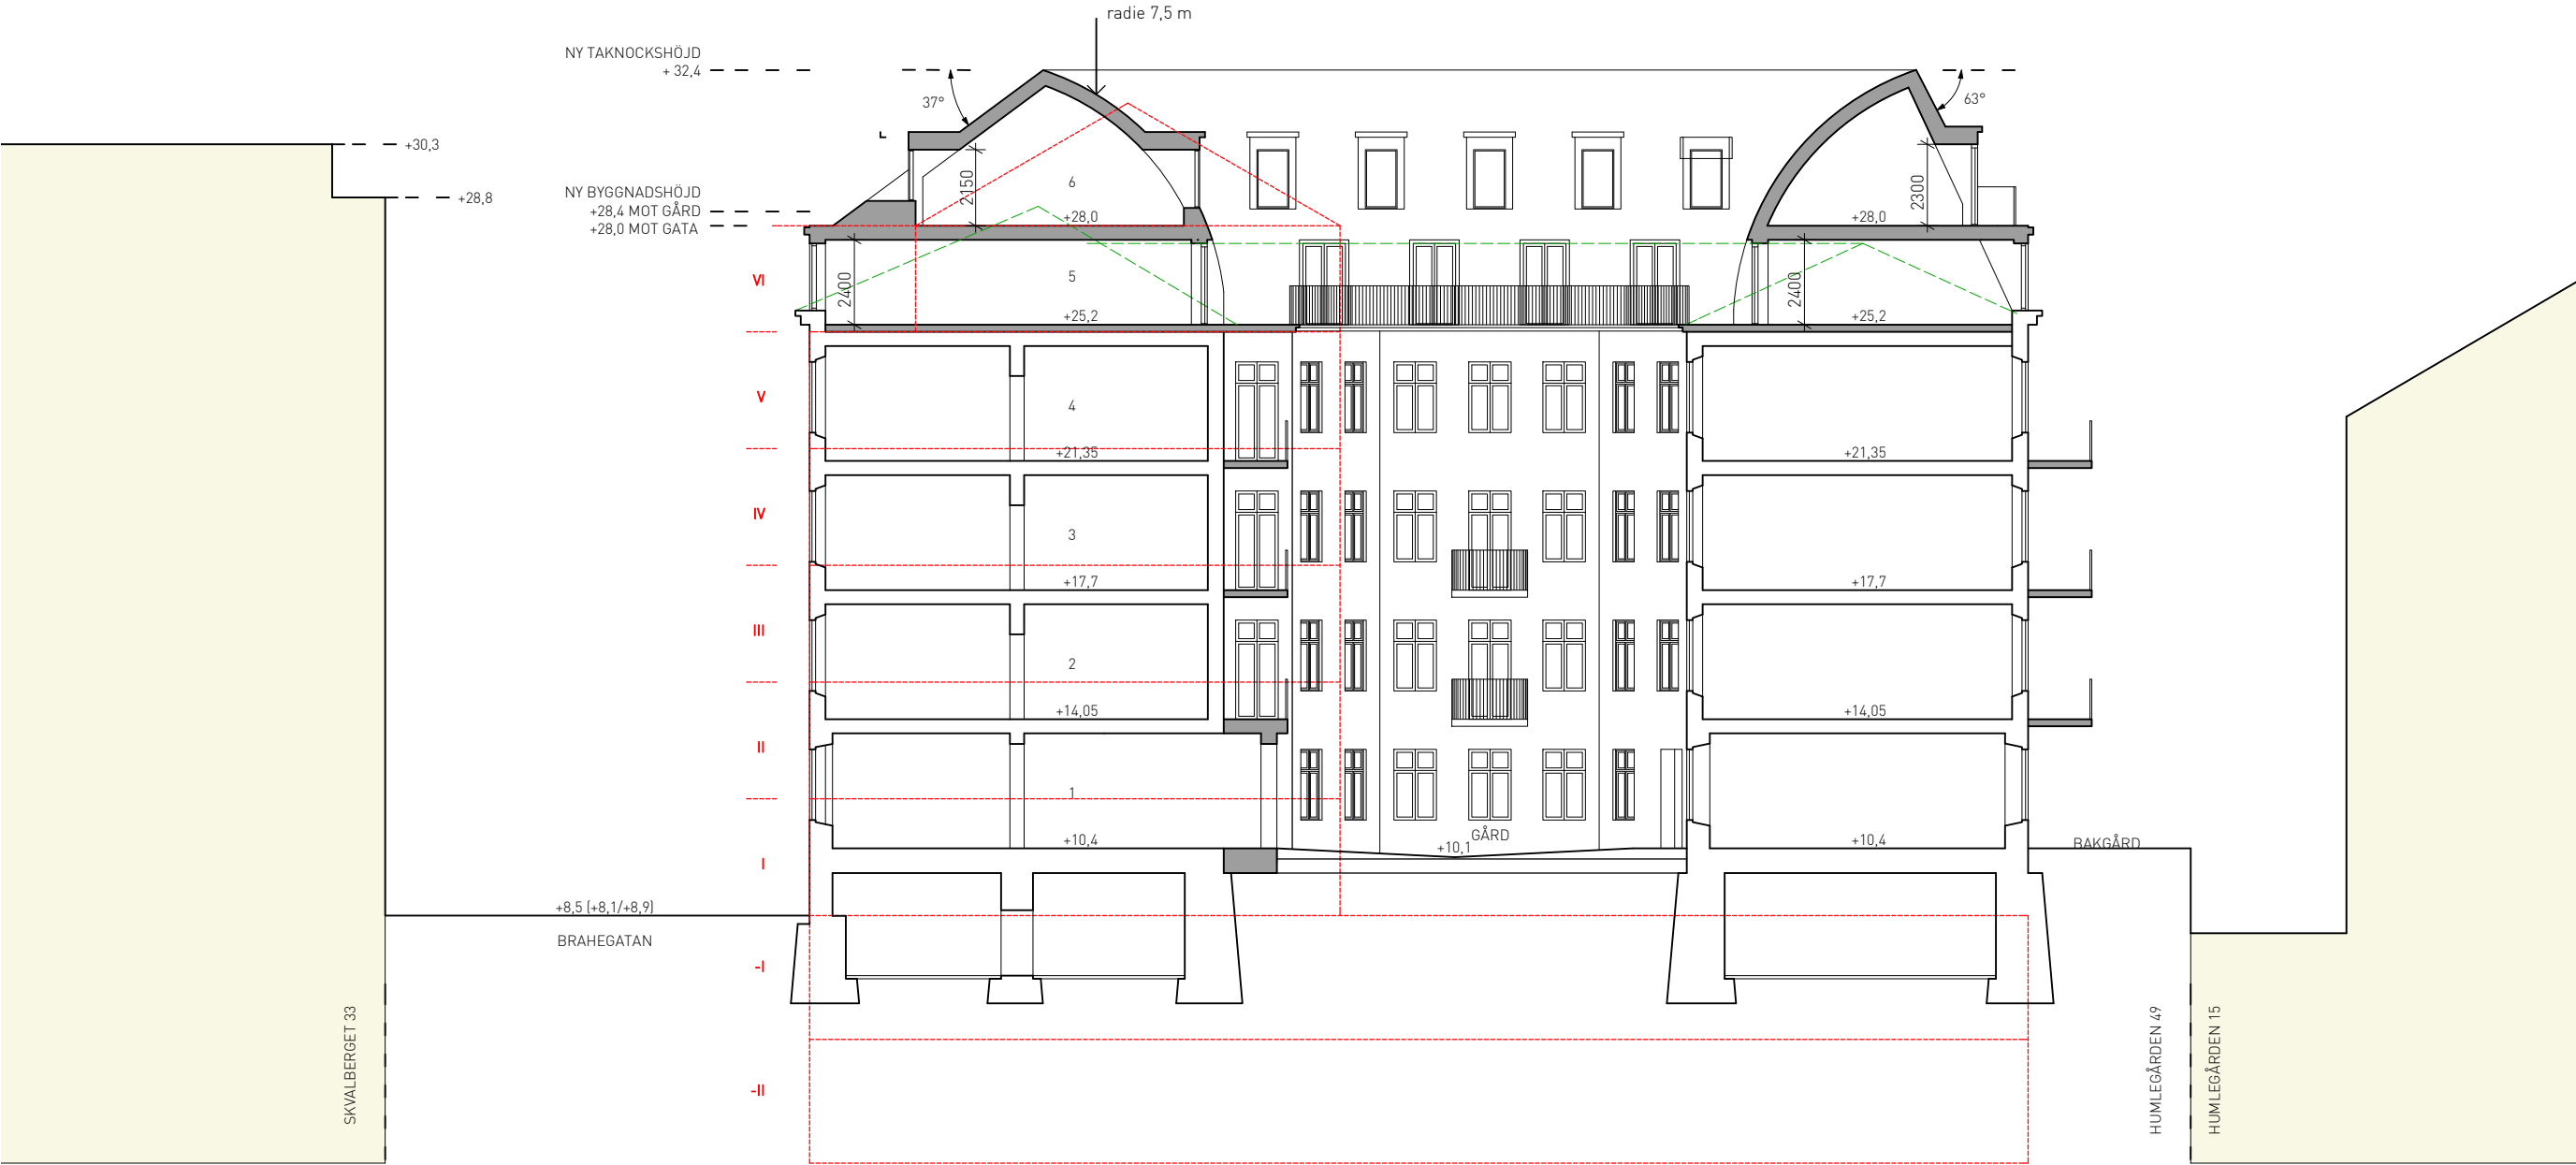 radie 7,5 m
NY TAKNOCKSHÖJD
+ 32,4
37°
63°
+30,3
+28,8
NY BYGGNADSHÖJD
+28,4 MOT GÅRD
+28,0 MOT GATA
2150
6
+28,0
2300
+28,0
VI
2400
5
+25,2
2400
+25,2
V
4
+21,35
+21,35
IV
3
+17,7
+17,7
III
2
+14,05
+14,05
II
1
+10,4
GÅRD
+10,1
+10,4
BAKGÅRD
I
+8,5 (+8,1/+8,9)
BRAHEGATAN
-I
-II
SKVALBERGET 33
HUMLEGÅRDEN 49
HUMLEGÅRDEN 15